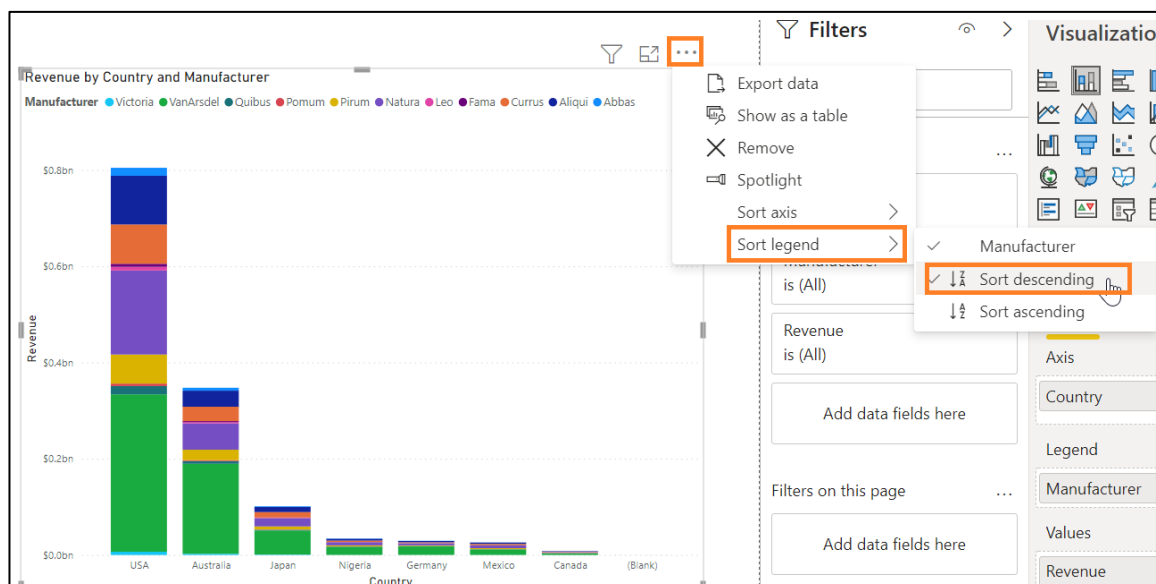 Filters
Visualizatio
Revenue by Country and Manufacturer
Manufacturer Victoria VanArsdel Quibus Pomum Pirum Natura Leo Fama Currus Aliqui Abbas
$0.8bn
$0.6bn
$0.4bn
$0.2bn
$0.0bn
Revenue
USA Australia Japan Nigeria Germany Mexico Canada (Blank)
Country
Export data
Show as a table
Remove
Spotlight
Sort axis
Sort legend
Manufacturer
Sort descending
Sort ascending
Manufacturer
is (All)
Revenue
is (All)
Add data fields here
Filters on this page
...
Add data fields here
Axis
Country
Legend
Manufacturer
Values
Revenue